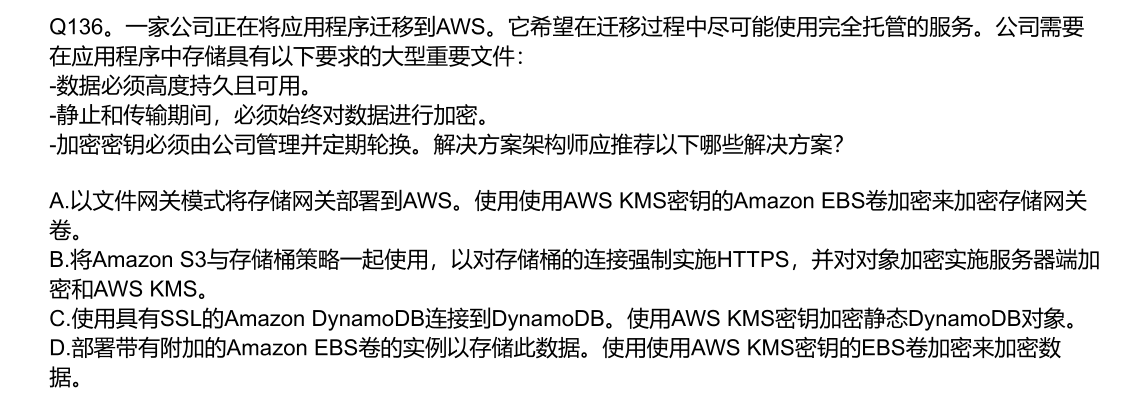 Q136。一家公司正在将应用程序迁移到AWS。它希望在迁移过程中尽可能使用完全托管的服务。公司需要
在应用程序中存储具有以下要求的大型重要文件：
-数据必须高度持久且可用。
-静止和传输期间，必须始终对数据进行加密。
-加密密钥必须由公司管理并定期轮换。解决方案架构师应推荐以下哪些解决方案？
A.以文件网关模式将存储网关部署到AWS。使用使用AWS KMS密钥的Amazon EBS卷加密来加密存储网关
卷。
B.将Amazon S3与存储桶策略一起使用，以对存储桶的连接强制实施HTTPS，并对对象加密实施服务器端加
密和AWS KMS。
C.使用具有SSL的Amazon DynamoDB连接到DynamoDB。使用AWS KMS密钥加密静态DynamoDB对象。
D.部署带有附加的Amazon EBS卷的实例以存储此数据。使用使用AWS KMS密钥的EBS卷加密来加密数
据。